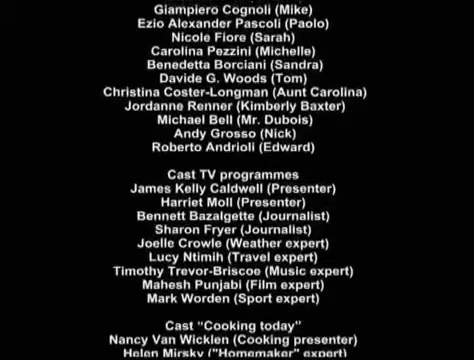 Giampiero Cognoli (Mike)
Ezio Alexander Pascoli (Paolo)
Nicole Fiore (Sarah)
Carolina Pezzini (Michelle)
Benedetta Borciani (Sandra)
Davide G. Woods (Tom)
Christina Coster-Longman (Aunt Carolina)
Jordanne Renner (Kimberly Baxter)
Michael Bell (Mr. Dubois)
Andy Grosso (Nick)
Roberto Andrioli (Edward)
Cast TV programmes
James Kelly Caldwell (Presenter)
Harriet Moll (Presenter)
Bennett Bazalgette (Journalist)
Sharon Fryer (Journalist)
Joelle Crowle (Weather expert)
Lucy Ntimih (Travel expert)
Timothy Trevor-Briscoe (Music expert)
Mahesh Punjabi (Film expert)
Mark Worden (Sport expert)
Cast “Cooking today”
Nancy Van Wicklen (Cooking presenter)
Helen Mirsky ("Homemaker" expert)